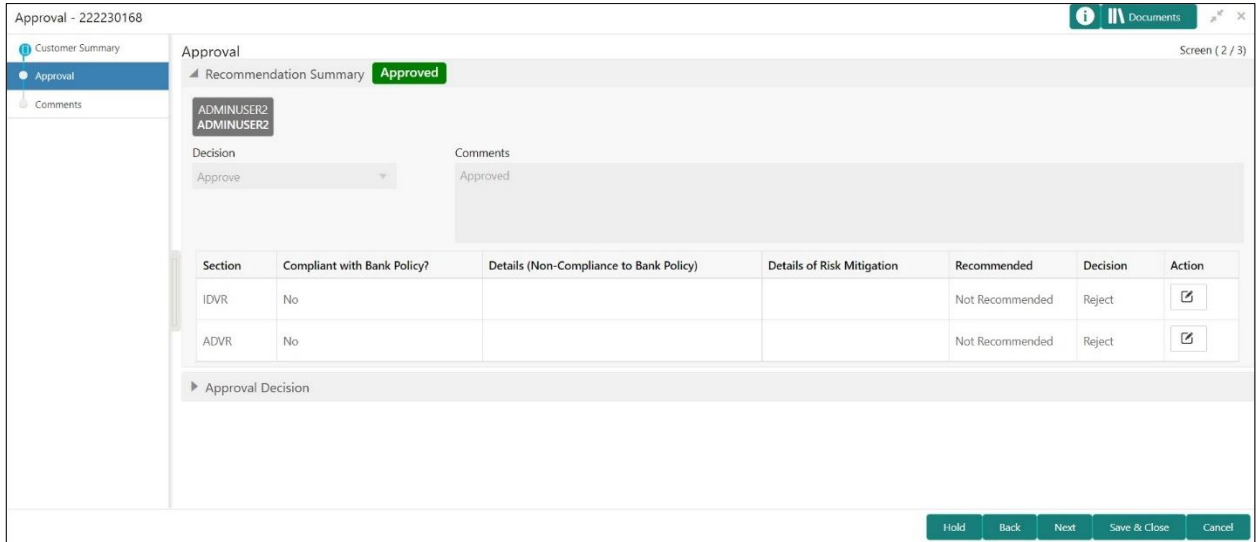 Approval - 222230168
Documents
Customer Summary
Approval
Comments
Approval
Screen ( 2 / 3)
Recommendation Summary Approved
ADMINUSER2
ADMINUSER2
Decision Comments
Approve Approved
Section Compliant with Bank Policy? Details (Non-Compliance to Bank Policy) Details of Risk Mitigation Recommended Decision Action
IDVR No Not Recommended Reject
ADVR No Not Recommended Reject
Approval Decision
Hold Back Next Save & Close Cancel